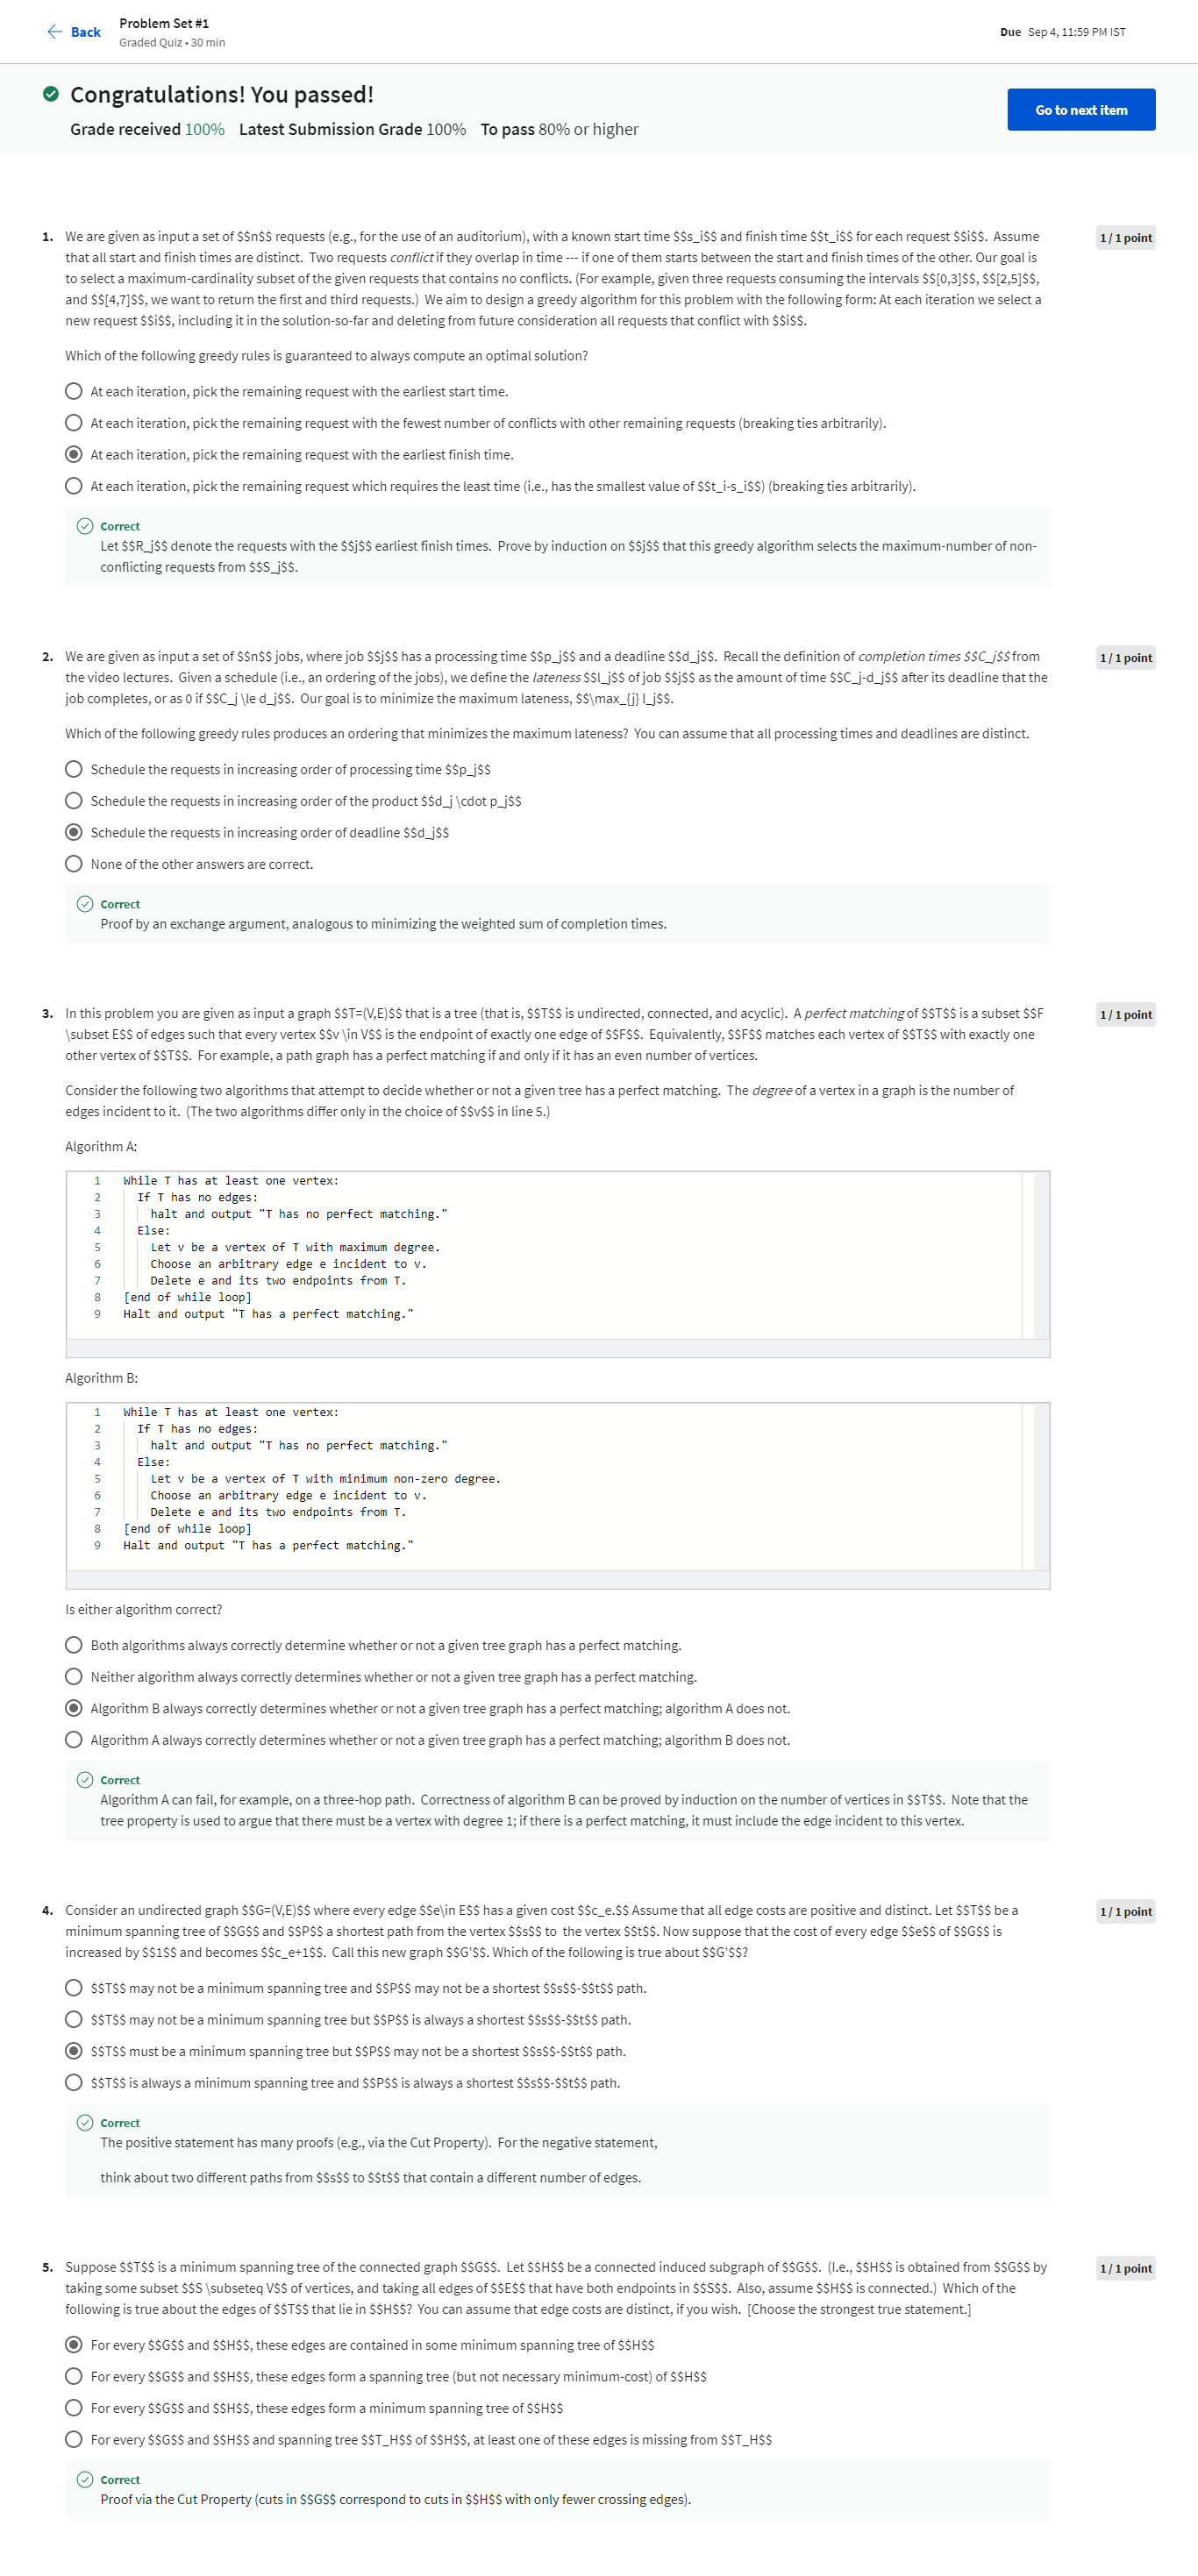 Back
Problem Set #1
Graded Quiz • 30 min
Due Sep 4, 11:59 PM IST
Congratulations! You passed!
Grade received 100% Latest Submission Grade 100% To pass 80% or higher
Go to next item
1. We are given as input a set of $$n$$ requests (e.g., for the use of an auditorium), with a known start time $$s_i$$ and finish time $$t_i$$ for each request $$i$$. Assume
that all start and finish times are distinct. Two requests conflict if they overlap in time --- if one of them starts between the start and finish times of the other. Our goal is
to select a maximum-cardinality subset of the given requests that contains no conflicts. (For example, given three requests consuming the intervals $$[0,3]$$, $$[2,5]$$,
and $$[4,7]$$, we want to return the first and third requests.) We aim to design a greedy algorithm for this problem with the following form: At each iteration we select a
new request $$i$$, including it in the solution-so-far and deleting from future consideration all requests that conflict with $$i$$.
1 / 1 point
Which of the following greedy rules is guaranteed to always compute an optimal solution?
At each iteration, pick the remaining request with the earliest start time.
At each iteration, pick the remaining request with the fewest number of conflicts with other remaining requests (breaking ties arbitrarily).
At each iteration, pick the remaining request with the earliest finish time.
At each iteration, pick the remaining request which requires the least time (i.e., has the smallest value of $$t_i-s_i$$) (breaking ties arbitrarily).
Correct
Let $$R_j$$ denote the requests with the $$j$$ earliest finish times. Prove by induction on $$j$$ that this greedy algorithm selects the maximum-number of non-
conflicting requests from $$S_j$$.
2. We are given as input a set of $$n$$ jobs, where job $$j$$ has a processing time $$p_j$$ and a deadline $$d_j$$. Recall the definition of completion times $$C_j$$ from
the video lectures. Given a schedule (i.e., an ordering of the jobs), we define the lateness $$l_j$$ of job $$j$$ as the amount of time $$C_j-d_j$$ after its deadline that the
job completes, or as 0 if $$C_j \le d_j$$. Our goal is to minimize the maximum lateness, $$\max_{j} l_j$$.
1 / 1 point
Which of the following greedy rules produces an ordering that minimizes the maximum lateness? You can assume that all processing times and deadlines are distinct.
Schedule the requests in increasing order of processing time $$p_j$$
Schedule the requests in increasing order of the product $$d_j \cdot p_j$$
Schedule the requests in increasing order of deadline $$d_j$$
None of the other answers are correct.
Correct
Proof by an exchange argument, analogous to minimizing the weighted sum of completion times.
3. In this problem you are given as input a graph $$T=(V,E)$$ that is a tree (that is, $$T$$ is undirected, connected, and acyclic). A perfect matching of $$T$$ is a subset $$F
\subset E$$ of edges such that every vertex $$v \in V$$ is the endpoint of exactly one edge of $$F$$. Equivalently, $$F$$ matches each vertex of $$T$$ with exactly one
other vertex of $$T$$. For example, a path graph has a perfect matching if and only if it has an even number of vertices.
1 / 1 point
Consider the following two algorithms that attempt to decide whether or not a given tree has a perfect matching. The degree of a vertex in a graph is the number of
edges incident to it. (The two algorithms differ only in the choice of $$v$$ in line 5.)
Algorithm A:
1 While T has at least one vertex:
2 If T has no edges:
3 halt and output "T has no perfect matching."
4 Else:
5 Let v be a vertex of T with maximum degree.
6 Choose an arbitrary edge e incident to v.
7 Delete e and its two endpoints from T.
8 [end of while loop]
9 Halt and output "T has a perfect matching."
Algorithm B:
1 While T has at least one vertex:
2 If T has no edges:
3 halt and output "T has no perfect matching."
4 Else:
5 Let v be a vertex of T with minimum non-zero degree.
6 Choose an arbitrary edge e incident to v.
7 Delete e and its two endpoints from T.
8 [end of while loop]
9 Halt and output "T has a perfect matching."
Is either algorithm correct?
Both algorithms always correctly determine whether or not a given tree graph has a perfect matching.
Neither algorithm always correctly determines whether or not a given tree graph has a perfect matching.
Algorithm B always correctly determines whether or not a given tree graph has a perfect matching; algorithm A does not.
Algorithm A always correctly determines whether or not a given tree graph has a perfect matching; algorithm B does not.
Correct
Algorithm A can fail, for example, on a three-hop path. Correctness of algorithm B can be proved by induction on the number of vertices in $$T$$. Note that the
tree property is used to argue that there must be a vertex with degree 1; if there is a perfect matching, it must include the edge incident to this vertex.
4. Consider an undirected graph $$G=(V,E)$$ where every edge $$e\in E$$ has a given cost $$c_e.$$ Assume that all edge costs are positive and distinct. Let $$T$$ be a
minimum spanning tree of $$G$$ and $$P$$ a shortest path from the vertex $$s$$ to the vertex $$t$$. Now suppose that the cost of every edge $$e$$ of $$G$$ is
increased by $$1$$ and becomes $$c_e+1$$. Call this new graph $$G'$$. Which of the following is true about $$G'$$?
1 / 1 point
$$T$$ may not be a minimum spanning tree and $$P$$ may not be a shortest $$s$$-$$t$$ path.
$$T$$ may not be a minimum spanning tree but $$P$$ is always a shortest $$s$$-$$t$$ path.
$$T$$ must be a minimum spanning tree but $$P$$ may not be a shortest $$s$$-$$t$$ path.
$$T$$ is always a minimum spanning tree and $$P$$ is always a shortest $$s$$-$$t$$ path.
Correct
The positive statement has many proofs (e.g., via the Cut Property). For the negative statement,
think about two different paths from $$s$$ to $$t$$ that contain a different number of edges.
5. Suppose $$T$$ is a minimum spanning tree of the connected graph $$G$$. Let $$H$$ be a connected induced subgraph of $$G$$. (I.e., $$H$$ is obtained from $$G$$ by
taking some subset $$S \subseteq V$$ of vertices, and taking all edges of $$E$$ that have both endpoints in $$S$$. Also, assume $$H$$ is connected.) Which of the
following is true about the edges of $$T$$ that lie in $$H$$? You can assume that edge costs are distinct, if you wish. [Choose the strongest true statement.]
1 / 1 point
For every $$G$$ and $$H$$, these edges are contained in some minimum spanning tree of $$H$$
For every $$G$$ and $$H$$, these edges form a spanning tree (but not necessary minimum-cost) of $$H$$
For every $$G$$ and $$H$$, these edges form a minimum spanning tree of $$H$$
For every $$G$$ and $$H$$ and spanning tree $$T_H$$ of $$H$$, at least one of these edges is missing from $$T_H$$
Correct
Proof via the Cut Property (cuts in $$G$$ correspond to cuts in $$H$$ with only fewer crossing edges).